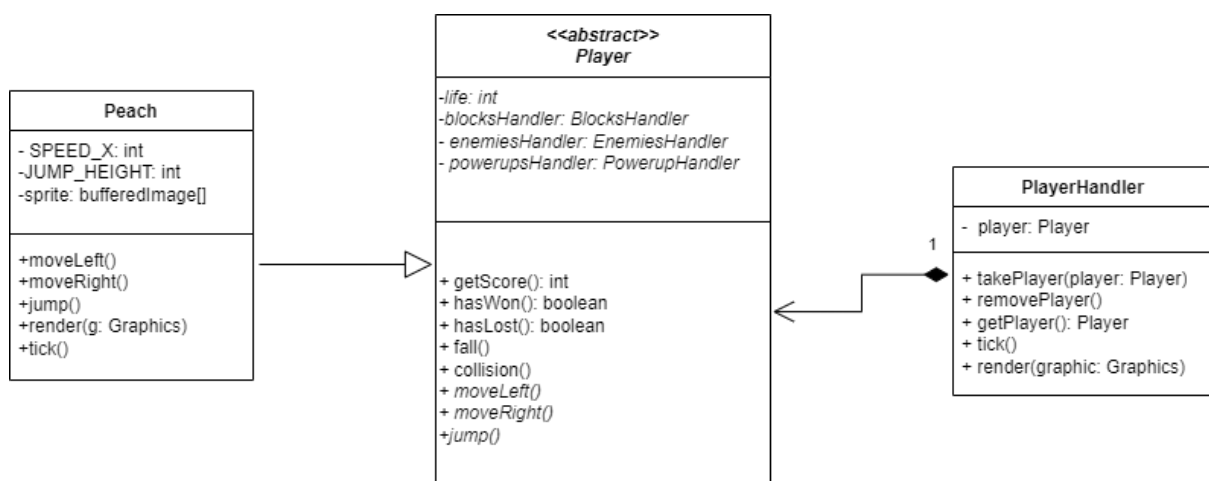 Peach
- SPEED_X: int
-JUMP_HEIGHT: int
-sprite: bufferedImage[]
+moveLeft()
+moveRight()
+jump()
+render(g: Graphics)
+tick()
<<abstract>>
Player
-life: int
-blocksHandler: BlocksHandler
- enemiesHandler: EnemiesHandler
- powerupsHandler: PowerupHandler
+ getScore(): int
+ hasWon(): boolean
+ hasLost(): boolean
+ fall()
+ collision()
+ moveLeft()
+ moveRight()
+jump()
1
PlayerHandler
- player: Player
+ takePlayer(player: Player)
+ removePlayer()
+ getPlayer(): Player
+ tick()
+ render(graphic: Graphics)